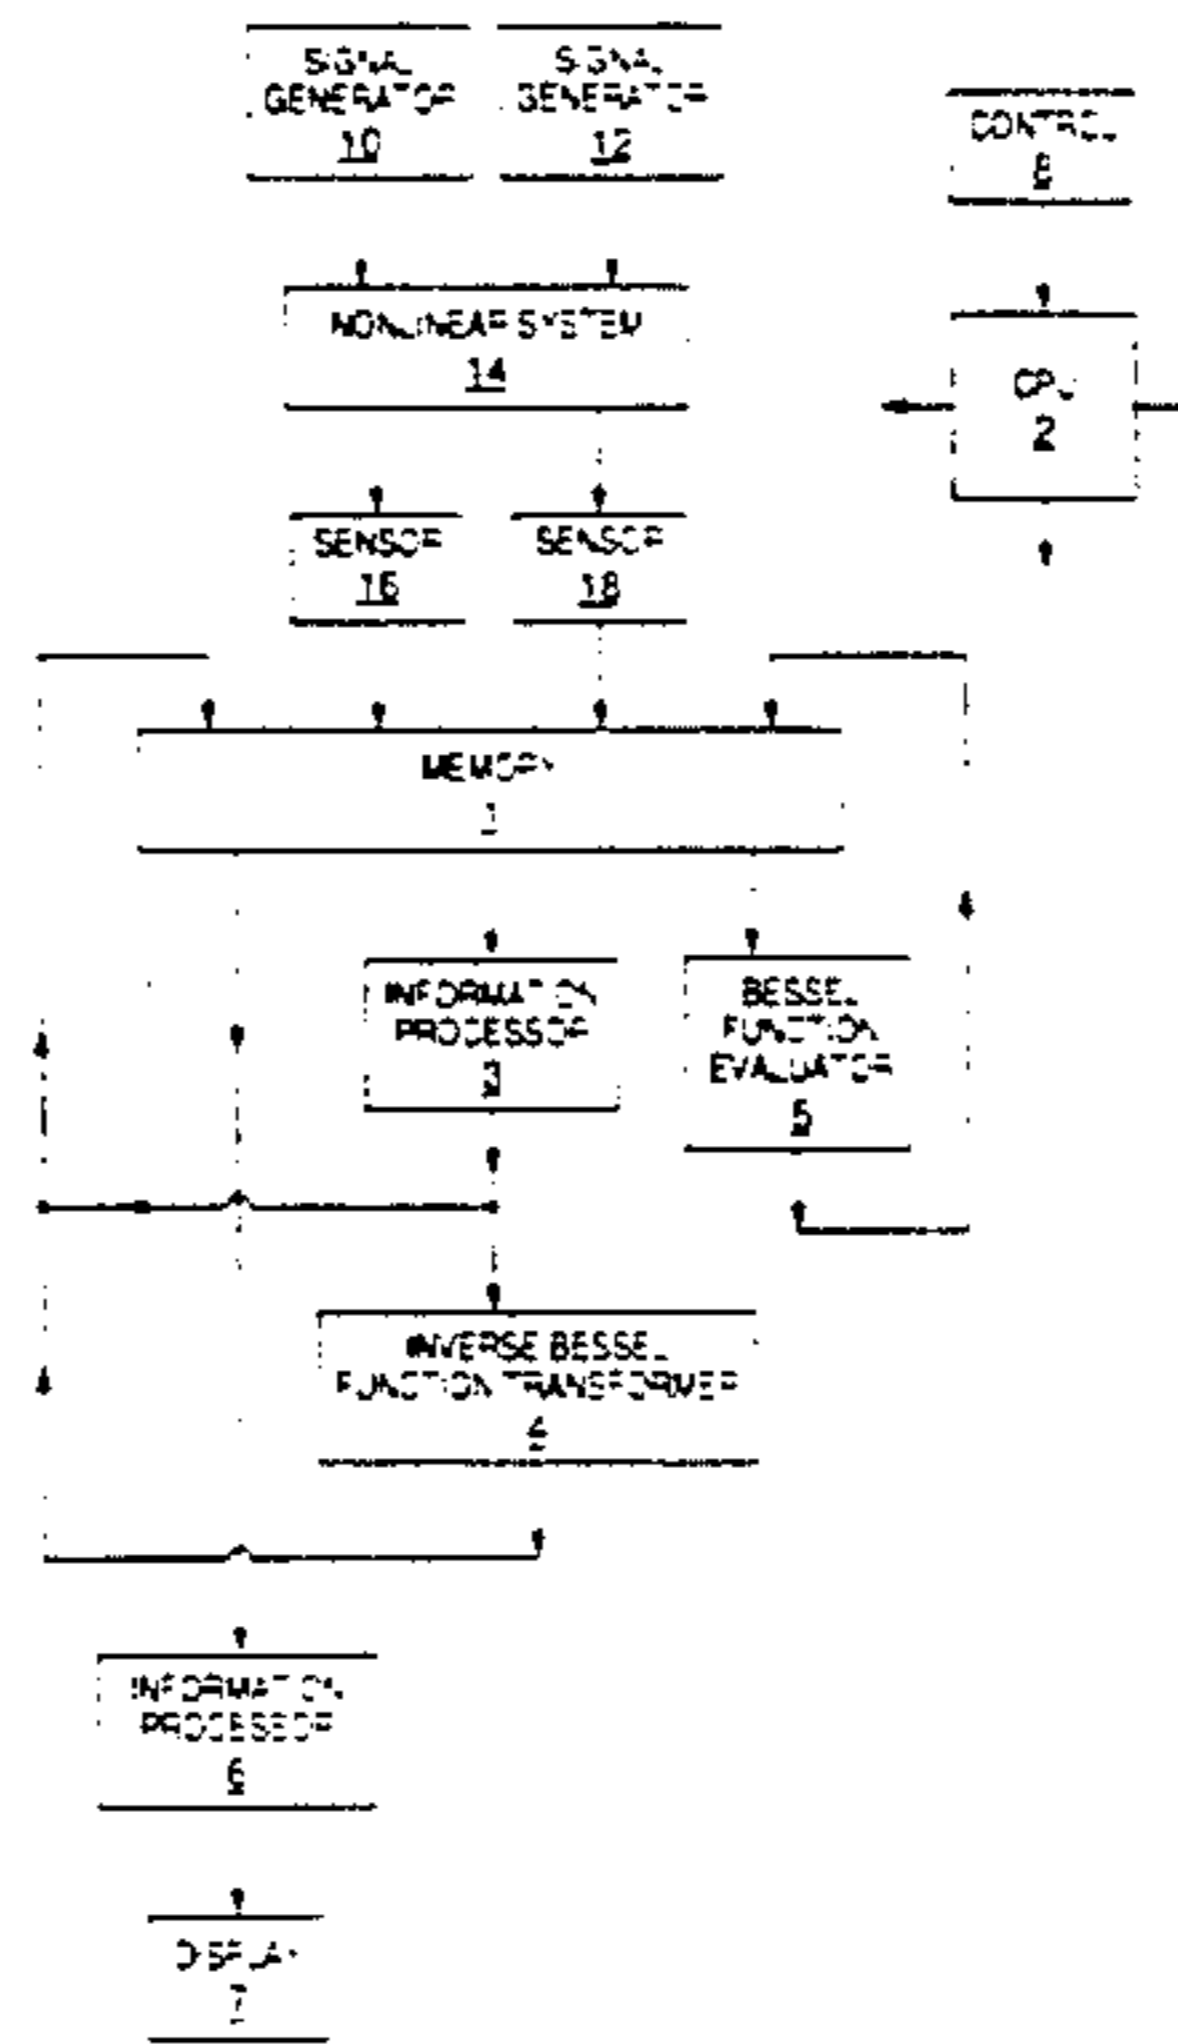 SIGNAL
GENERATOR
10
SIGNAL
GENERATOR
12
CONTROL
8
NONLINEAR SYSTEM
14
CPU
2
SENSOR
16
SENSOR
18
MEMORY
1
INFORMATION
PROCESSOR
3
BESSEL
FUNCTION
EVALUATOR
5
INVERSE BESSEL
FUNCTION TRANSFORMER
4
INFORMATION
PROCESSOR
6
DISPLAY
7